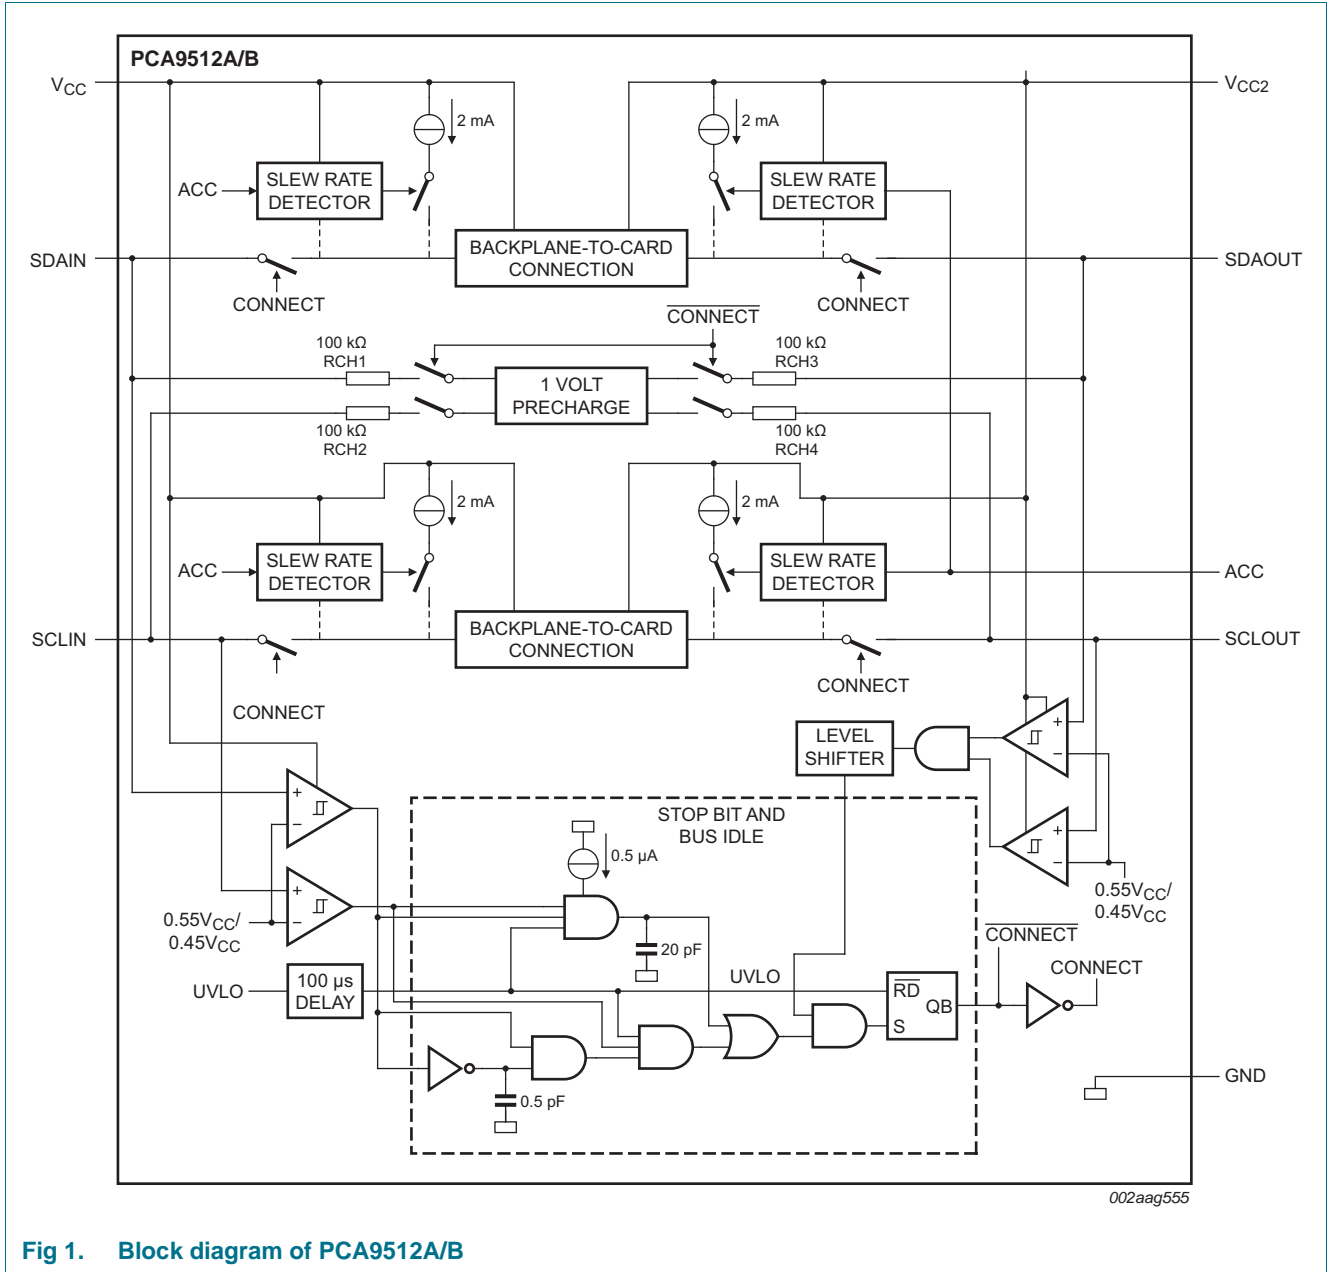 PCA9512A/B
VCC
VCC2
2 mA
2 mA
ACC
SLEW RATE
DETECTOR
SLEW RATE
DETECTOR
SDAIN
BACKPLANE-TO-CARD
CONNECTION
SDAOUT
CONNECT
CONNECT
CONNECT
100 kΩ
RCH1
100 kΩ
RCH3
1 VOLT
PRECHARGE
100 kΩ
RCH2
100 kΩ
RCH4
2 mA
2 mA
ACC
SLEW RATE
DETECTOR
SLEW RATE
DETECTOR
ACC
SCLIN
BACKPLANE-TO-CARD
CONNECTION
SCLOUT
CONNECT
CONNECT
LEVEL
SHIFTER
+
−
+
−
STOP BIT AND
BUS IDLE
0.5 μA
+
−
+
−
0.55VCC/
0.45VCC
0.55VCC/
0.45VCC
20 pF
CONNECT
CONNECT
UVLO
100 μs
DELAY
UVLO
RD
QB
S
0.5 pF
GND
002aag555
Fig 1. Block diagram of PCA9512A/B